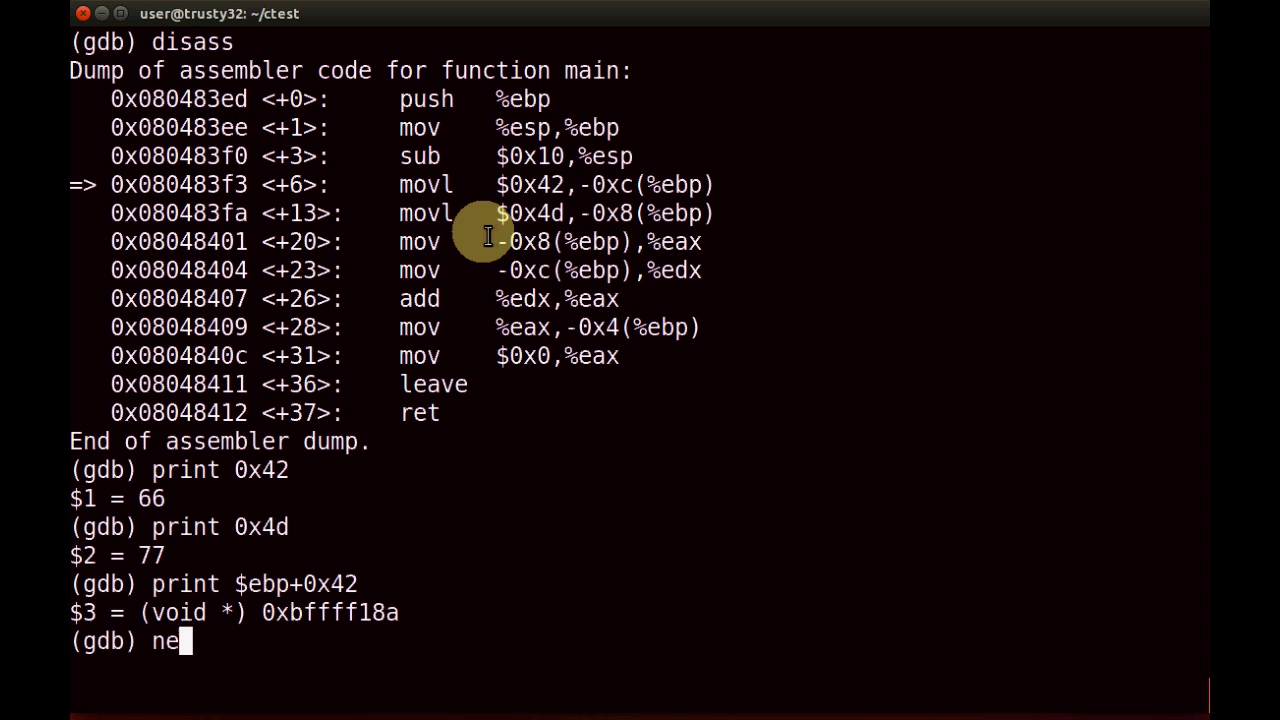 user@trusty32: ~/ctest
(gdb) disass
Dump of assembler code for function main:
   0x080483ed <+0>:    push   %ebp
   0x080483ee <+1>:    mov    %esp,%ebp
   0x080483f0 <+3>:    sub    $0x10,%esp
=> 0x080483f3 <+6>:    movl   $0x42,-0xc(%ebp)
   0x080483fa <+13>:    movl   $0x4d,-0x8(%ebp)
   0x08048401 <+20>:    mov    -0x8(%ebp),%eax
   0x08048404 <+23>:    mov    -0xc(%ebp),%edx
   0x08048407 <+26>:    add    %edx,%eax
   0x08048409 <+28>:    mov    %eax,-0x4(%ebp)
   0x0804840c <+31>:    mov    $0x0,%eax
   0x08048411 <+36>:    leave
   0x08048412 <+37>:    ret
End of assembler dump.
(gdb) print 0x42
$1 = 66
(gdb) print 0x4d
$2 = 77
(gdb) print $ebp+0x42
$3 = (void *) 0xbffff18a
(gdb) ne